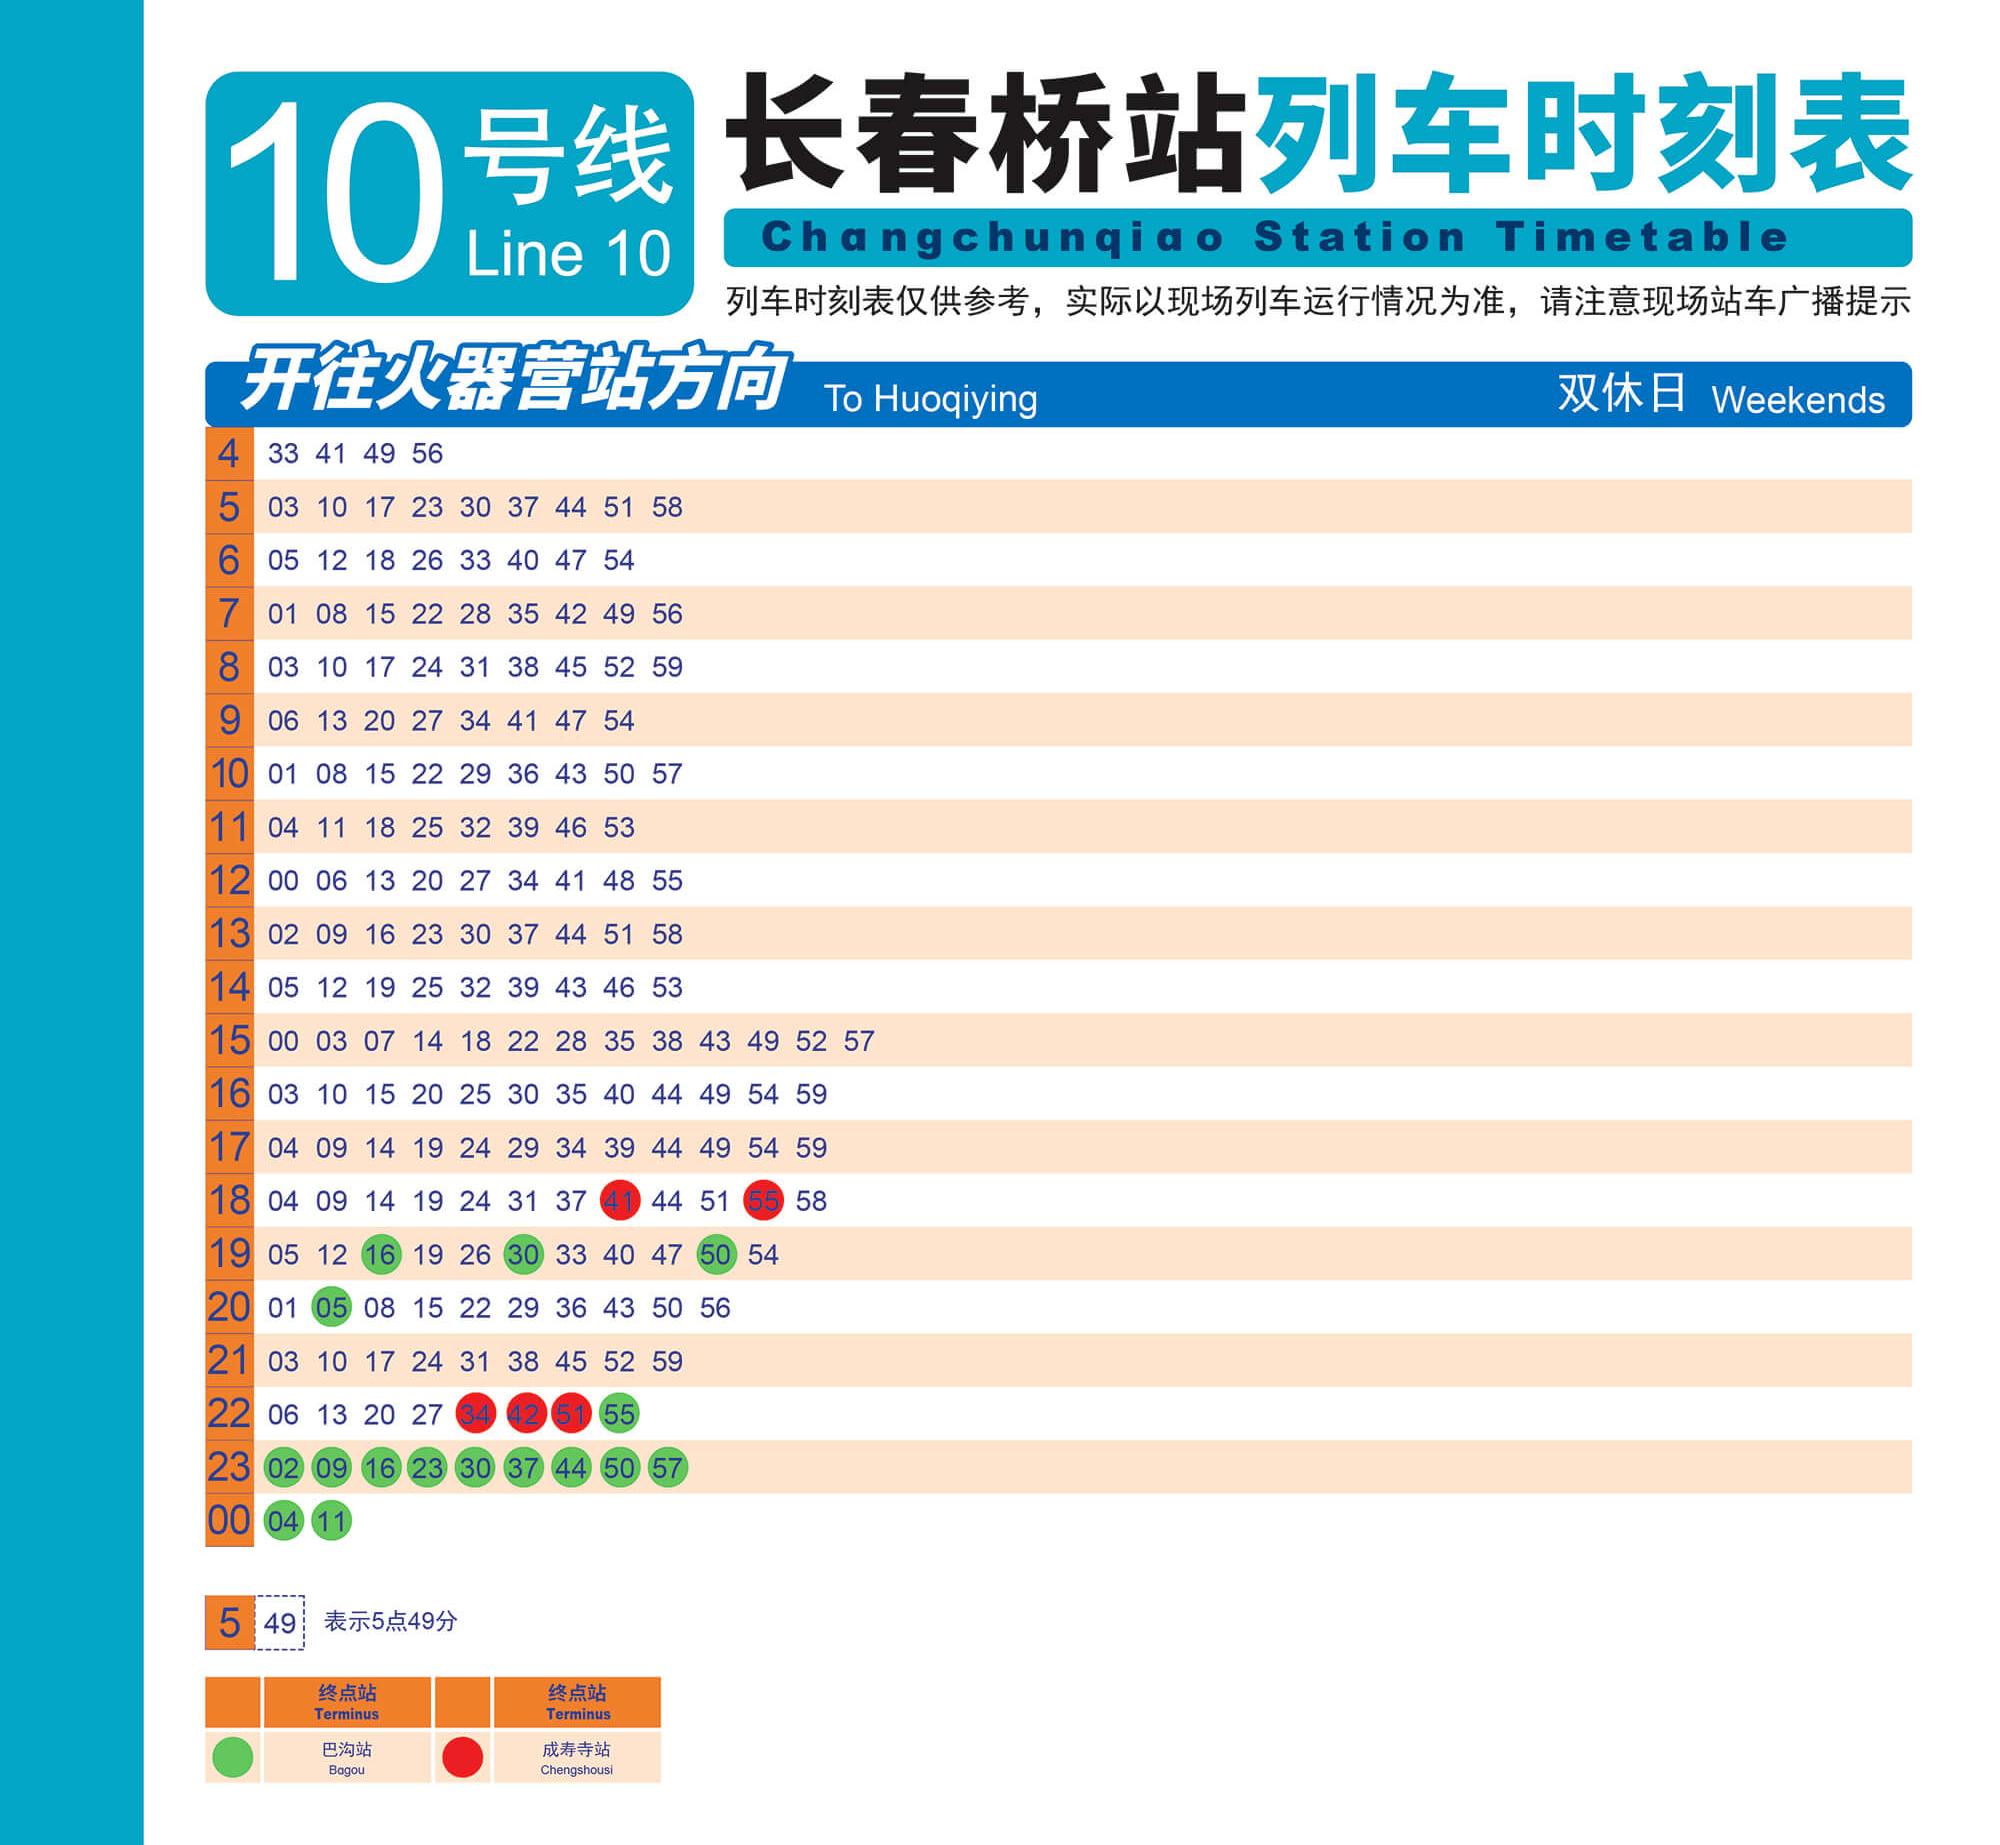 10号线
Line 10
长春桥站列车时刻表
Changchunqiao Station Timetable
列车时刻表仅供参考，实际以现场列车运行情况为准，请注意现场站车广播提示
开往火器营站方向 To Huoqiying 双休日 Weekends
4 33 41 49 56
5 03 10 17 23 30 37 44 51 58
6 05 12 18 26 33 40 47 54
7 01 08 15 22 28 35 42 49 56
8 03 10 17 24 31 38 45 52 59
9 06 13 20 27 34 41 47 54
10 01 08 15 22 29 36 43 50 57
11 04 11 18 25 32 39 46 53
12 00 06 13 20 27 34 41 48 55
13 02 09 16 23 30 37 44 51 58
14 05 12 19 25 32 39 43 46 53
15 00 03 07 14 18 22 28 35 38 43 49 52 57
16 03 10 15 20 25 30 35 40 44 49 54 59
17 04 09 14 19 24 29 34 39 44 49 54 59
18 04 09 14 19 24 31 37 41 44 51 55 58
19 05 12 16 19 26 30 33 40 47 50 54
20 01 05 08 15 22 29 36 43 50 56
21 03 10 17 24 31 38 45 52 59
22 06 13 20 27 34 42 51 55
23 02 09 16 23 30 37 44 50 57
00 04 11
5 49 表示5点49分
终点站 终点站
Terminus Terminus
巴沟站 成寿寺站
Bagou Chengshousi